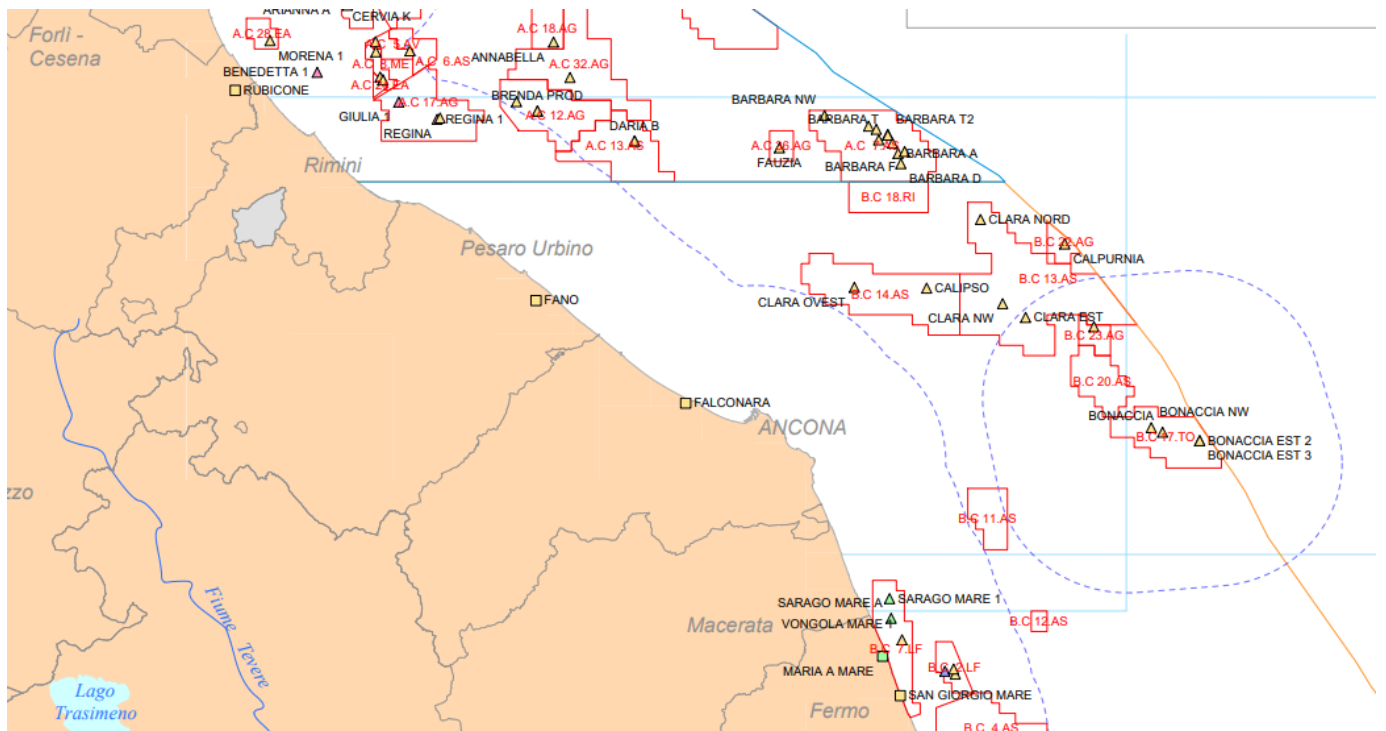 ARIANNA A
CERVIA K
Forlì -
Cesena
A.C 28.EA
A.C 18.AG
MORENA 1
A.C 6.AS
ANNABELLA
A.C 32.AG
BENEDETTA 1
RUBICONE
A.C 17.AG
BRENDA PROD
A.C 12.AG
GIULIA 1
REGINA
REGINA 1
DARIA B
A.C 13.AS
BARBARA NW
BARBARA T
BARBARA T2
A.C 26.AG
FAUZIA
BARBARA A
BARBARA F
BARBARA D
Rimini
B.C 18.RI
CLARA NORD
Pesaro Urbino
B.C 22.AG
CALPURNIA
B.C 13.AS
CLARA OVEST
B.C 14.AS
CALIPSO
CLARA NW
CLARA EST
FANO
B.C 23.AG
B.C 20.AS
FALCONARA
BONACCIA
BONACCIA NW
ANCONA
B.C 17.TO
BONACCIA EST 2
BONACCIA EST 3
zzo
B.C 11.AS
Fiume
Tevere
SARAGO MARE A
SARAGO MARE 1
VONGOLA MARE 1
Macerata
B.C 12.AS
B.C 7.LF
MARIA A MARE
B.C 2.LF
SAN GIORGIO MARE
Lago
Trasimeno
Fermo
B.C 4.AS